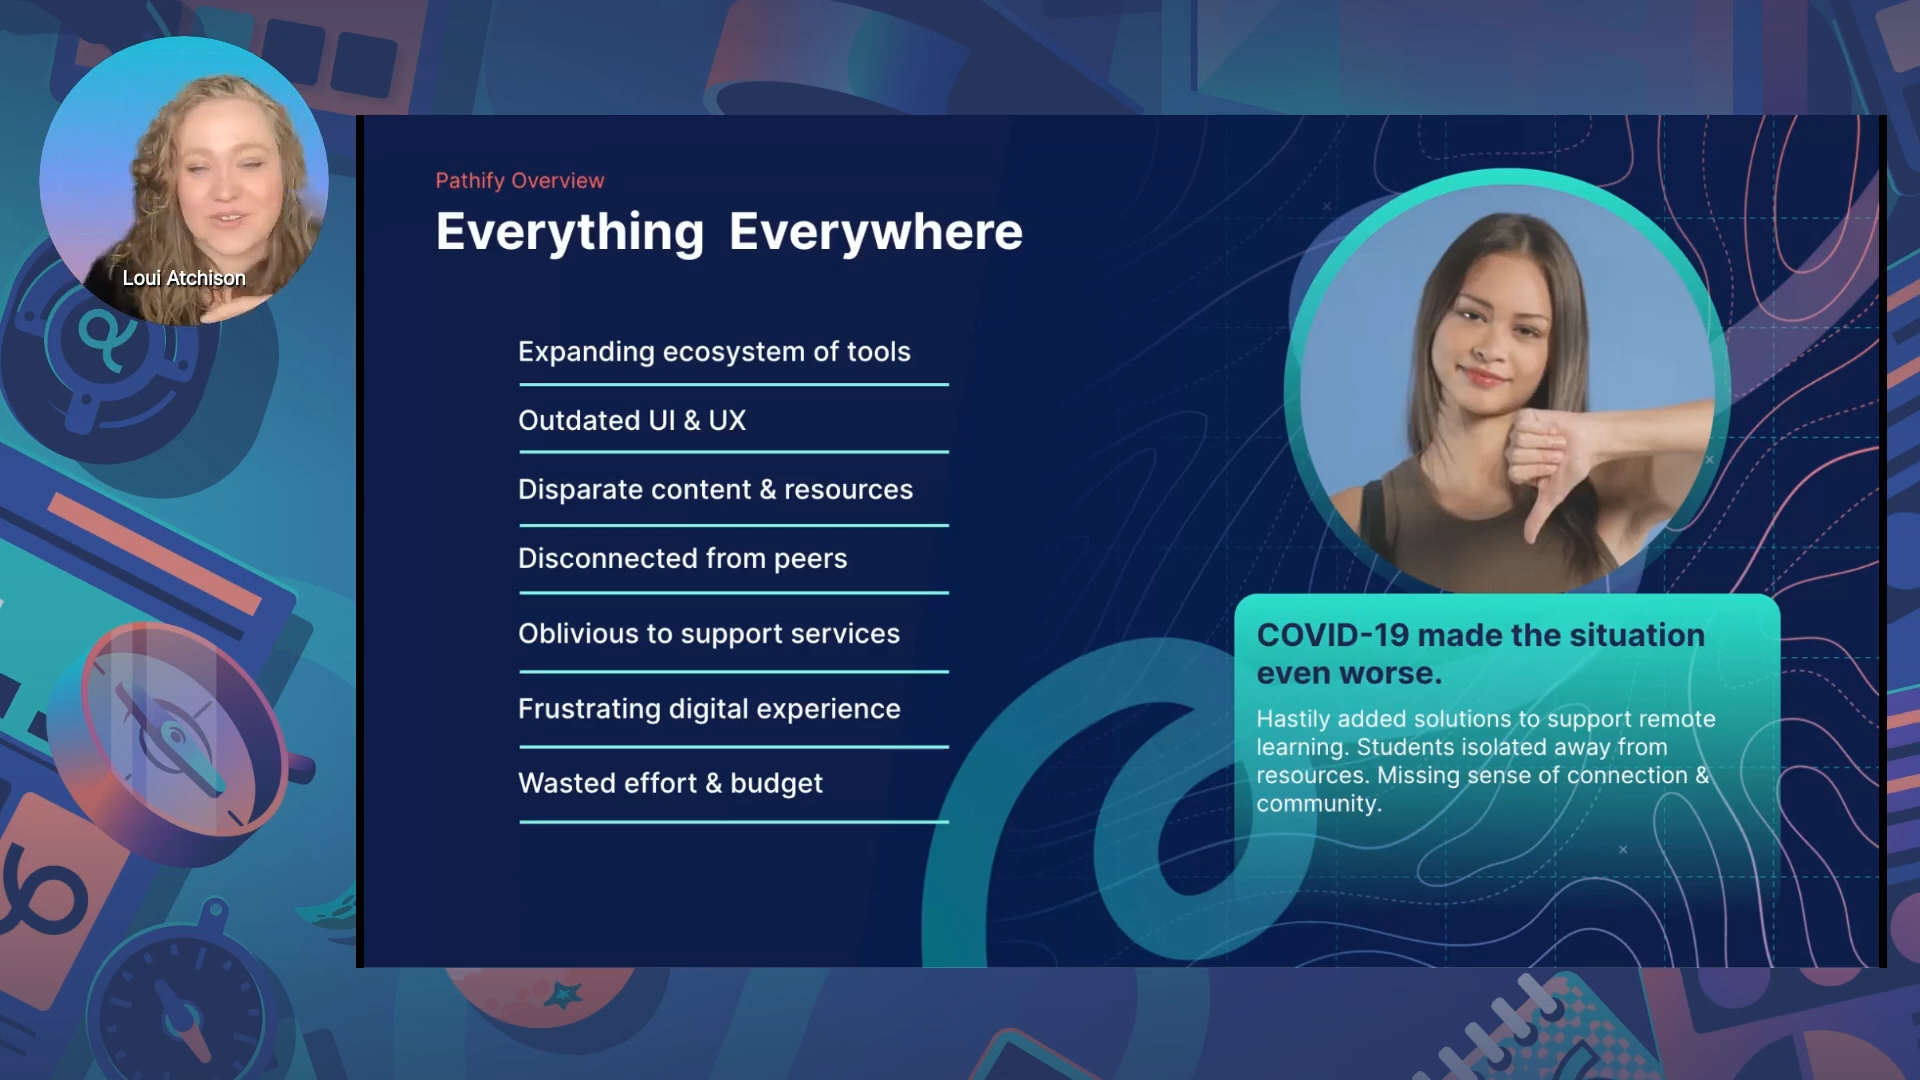 Loui Atchison
Pathify Overview
Everything Everywhere
Expanding ecosystem of tools
Outdated UI & UX
Disparate content & resources
Disconnected from peers
Oblivious to support services
Frustrating digital experience
Wasted effort & budget
COVID-19 made the situation
even worse.
Hastily added solutions to support remote
learning. Students isolated away from
resources. Missing sense of connection &
community.